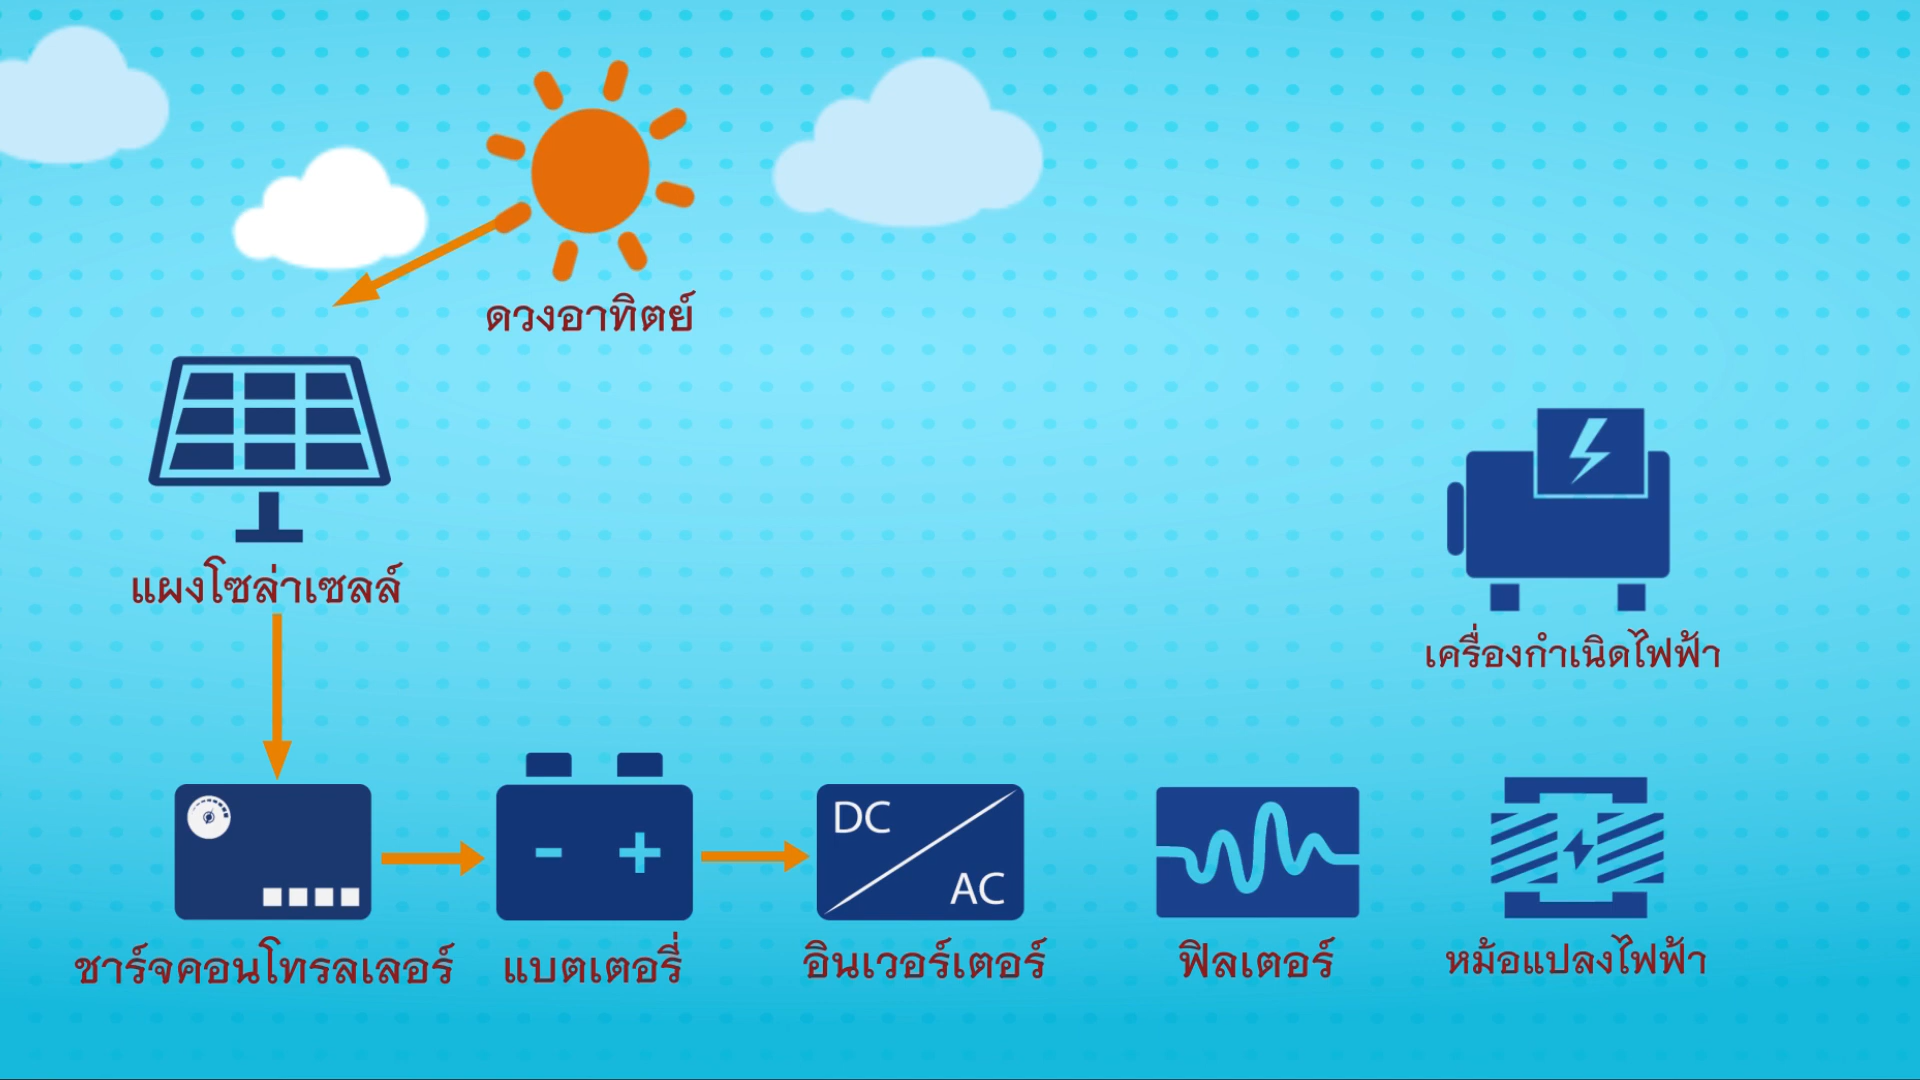 ดวงอาทิตย์
แผงโซล่าเซลล์
เครื่องกำเนิดไฟฟ้า
- +
DC
AC
ชาร์จคอนโทรลเลอร์
แบตเตอรี่
อินเวอร์เตอร์
ฟิลเตอร์
หม้อแปลงไฟฟ้า